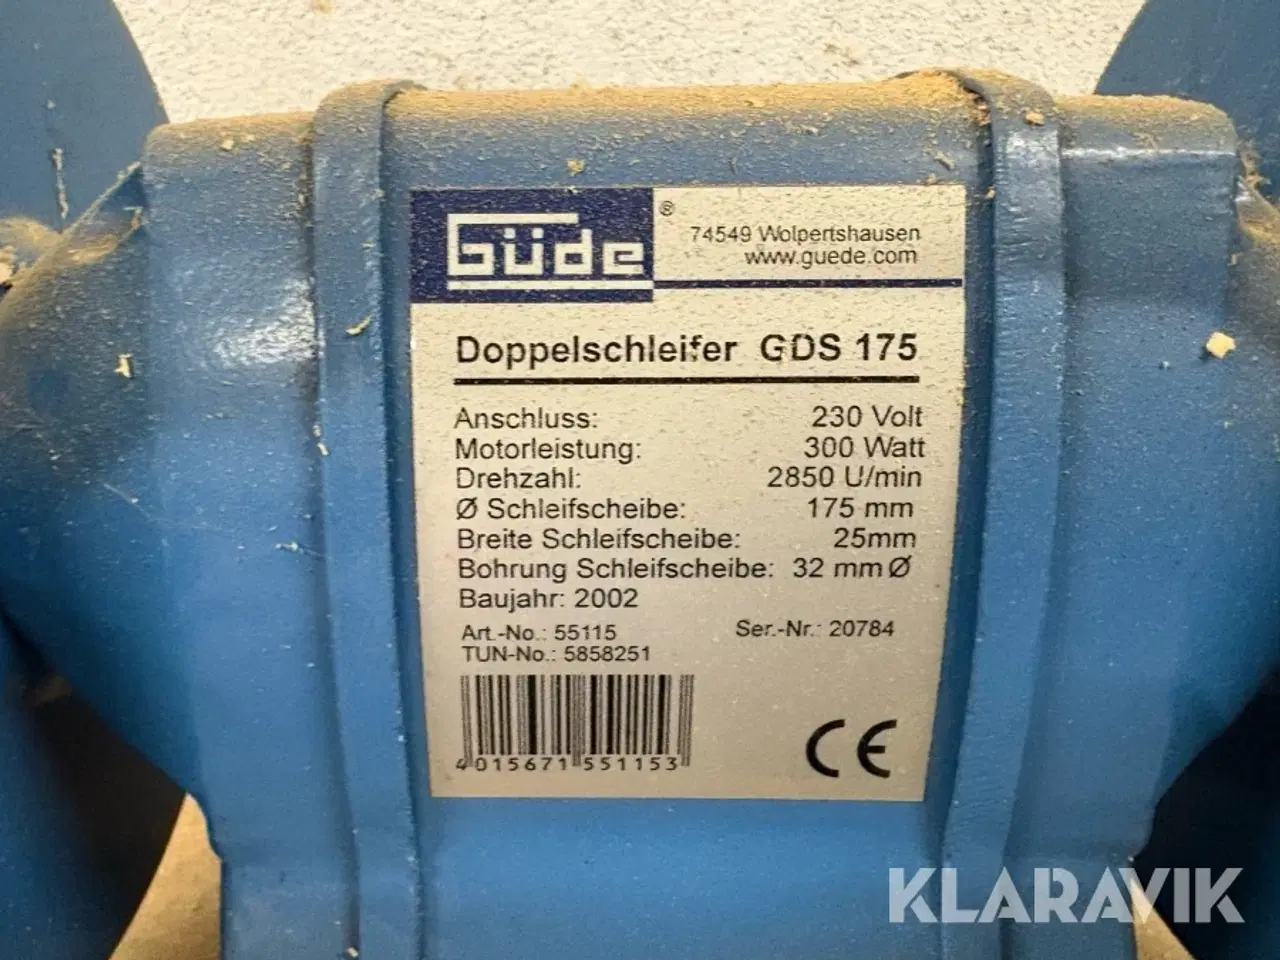 Güde ®
74549 Wolpertshausen
www.guede.com
Doppelschleifer GDS 175
Anschluss: 230 Volt
Motorleistung: 300 Watt
Drehzahl: 2850 U/min
Ø Schleifscheibe: 175 mm
Breite Schleifscheibe: 25mm
Bohrung Schleifscheibe: 32 mm Ø
Baujahr: 2002
Art.-No.: 55115 Ser.-Nr.: 20784
TUN-No.: 5858251
4 015671 551153
CE
KLARAVIK